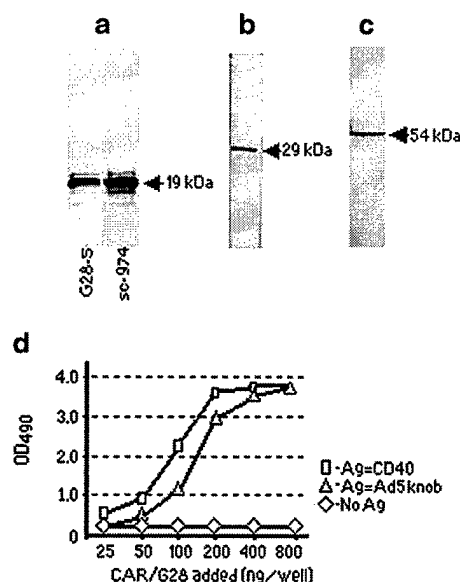 a
b
c
19 kDa
29 kDa
54 kDa
G28-5
sc-974
d
4.0
3.0
2.0
1.0
0
OD490
25 50 100 200 400 800
CAR/G28 added (ng/well)
Ag=CD40
Ag=Ad5knob
No Ag